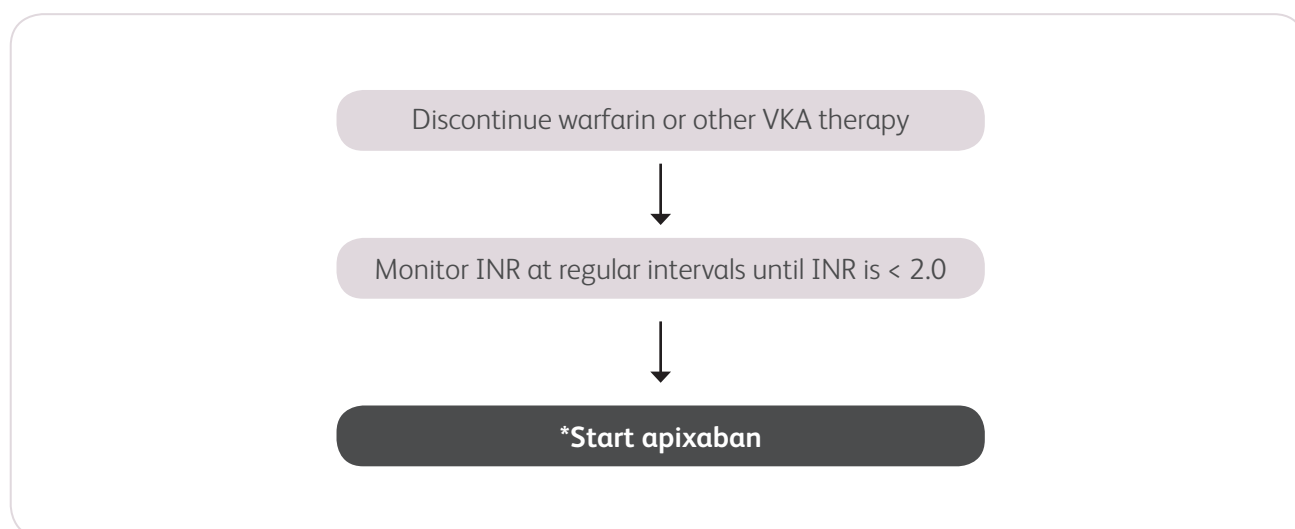 Discontinue warfarin or other VKA therapy
Monitor INR at regular intervals until INR is < 2.0
*Start apixaban